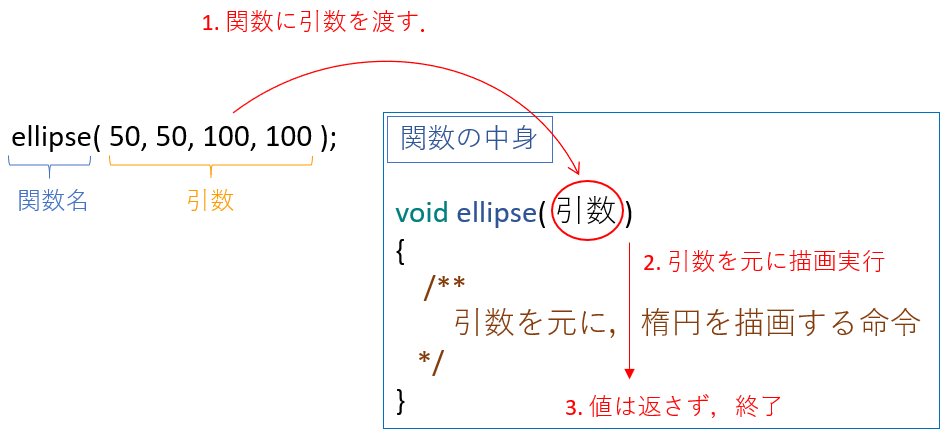 1. 関数に引数を渡す.
ellipse( 50, 50, 100, 100 );
関数名
引数
関数の中身
void ellipse( 引数 )
{
/**
引数を元に，楕円を描画する命令
*/
}
2. 引数を元に描画実行
3. 値は返さず，終了